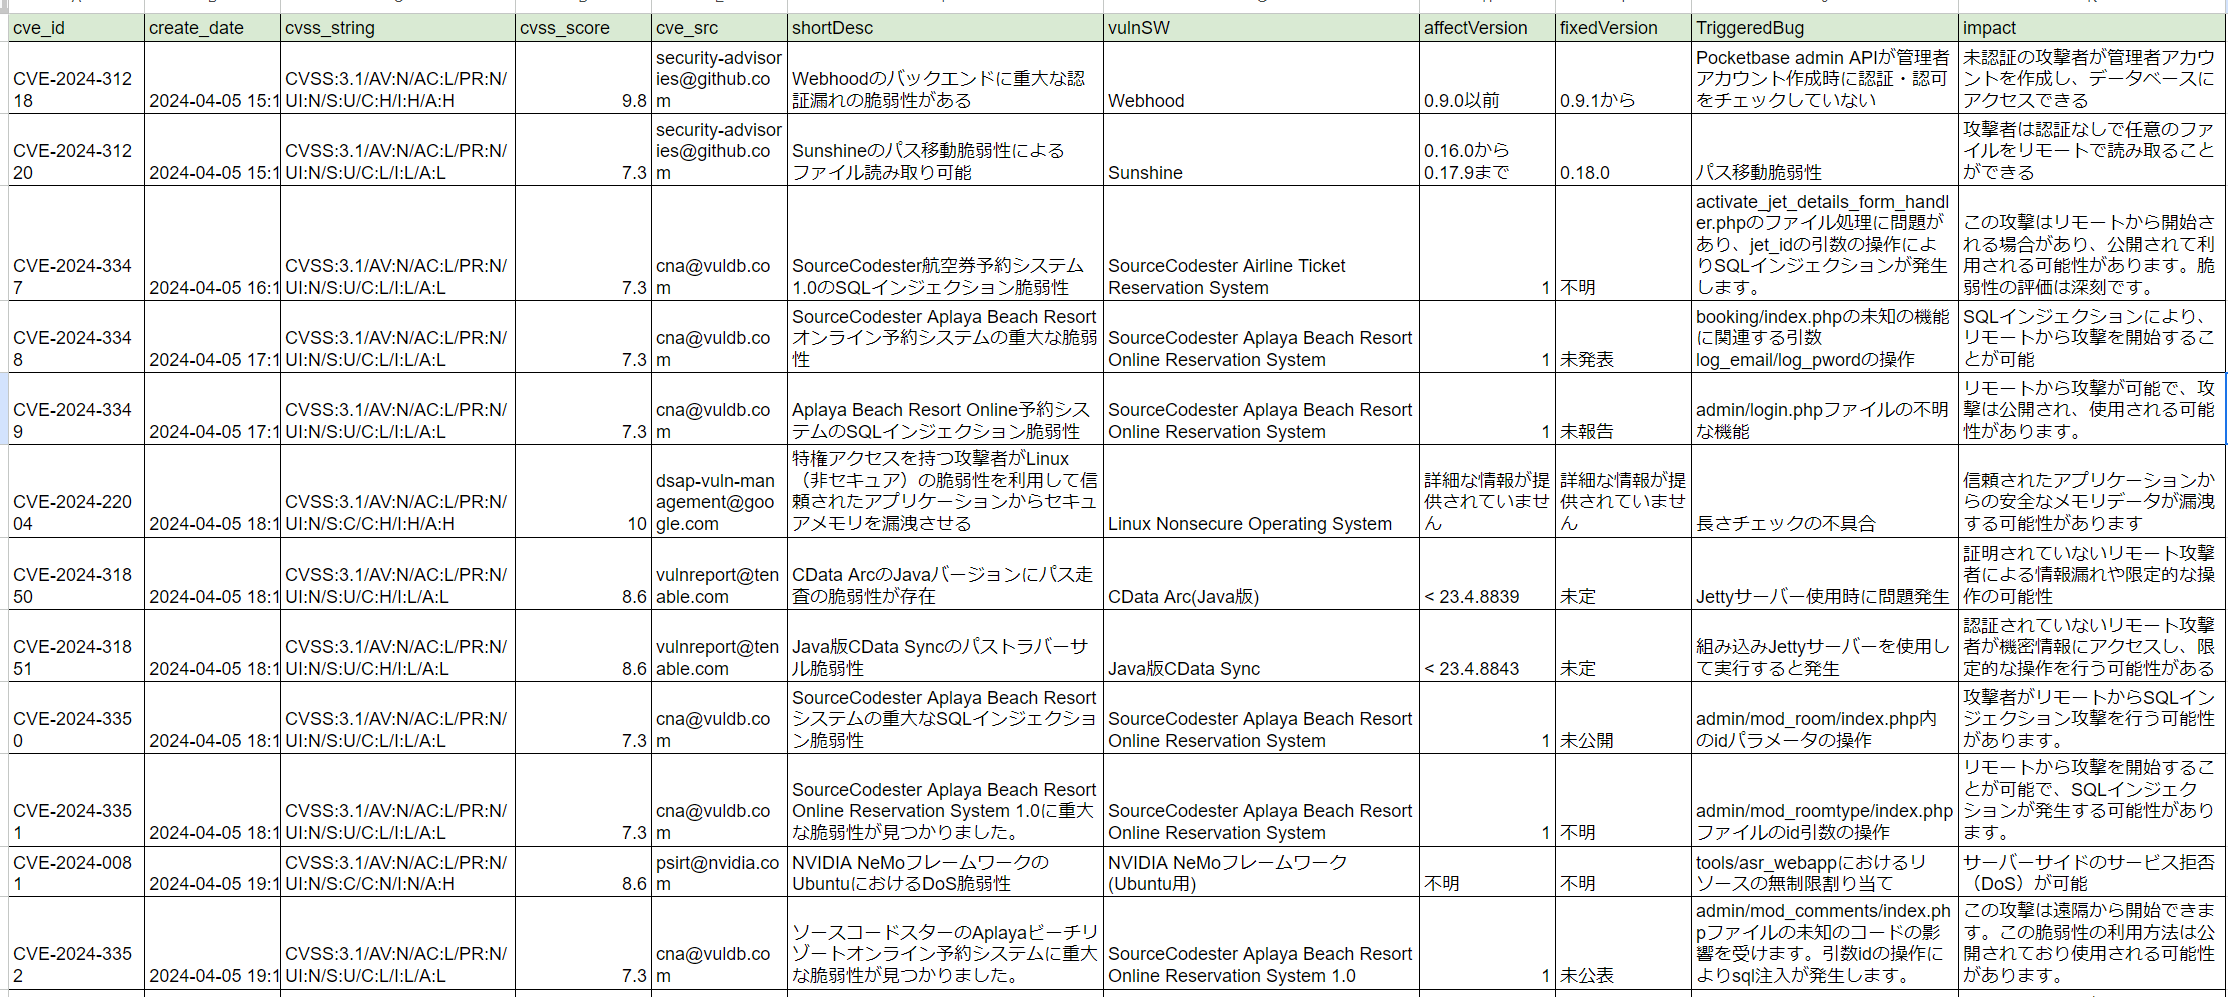 cve_id create_date cvss_string cvss_score cve_src shortDesc vulnSW affectVersion fixedVersion TriggeredBug impact
CVE-2024-312
18
2024-04-05 15:1
CVSS:3.1/AV:N/AC:L/PR:N/
UI:N/S:U/C:H/I:H/A:H
9.8
security-advisor
ies@github.co
m
Webhoodのバックエンドに重大な認
証漏れの脆弱性がある
Webhood
0.9.0以前
0.9.1から
Pocketbase admin APIが管理者
アカウント作成時に認証・認可
をチェックしていない
未認証の攻撃者が管理者アカウ
ントを作成し、データベースに
アクセスできる
CVE-2024-312
20
2024-04-05 15:1
CVSS:3.1/AV:N/AC:L/PR:N/
UI:N/S:U/C:L/I:L/A:L
7.3
security-advisor
ies@github.co
m
Sunshineのパス移動脆弱性による
ファイル読み取り可能
Sunshine
0.16.0から
0.17.9まで
0.18.0
パス移動脆弱性
攻撃者は認証なしで任意のファ
イルをリモートで読み取ること
ができる
CVE-2024-334
7
2024-04-05 16:1
CVSS:3.1/AV:N/AC:L/PR:N/
UI:N/S:U/C:L/I:L/A:L
7.3
cna@vuldb.co
m
SourceCodester航空券予約システム
1.0のSQLインジェクション脆弱性
SourceCodester Airline Ticket
Reservation System
1
不明
activate_jet_details_form_handl
er.phpのファイル処理に問題が
あり、jet_idの引数の操作によ
りSQLインジェクションが発生
します。
この攻撃はリモートから開始さ
れる場合があり、公開されて利
用される可能性があります。脆
弱性の評価は深刻です。
CVE-2024-334
8
2024-04-05 17:1
CVSS:3.1/AV:N/AC:L/PR:N/
UI:N/S:U/C:L/I:L/A:L
7.3
cna@vuldb.co
m
SourceCodester Aplaya Beach Resort
オンライン予約システムの重大な脆弱
性
SourceCodester Aplaya Beach Resort
Online Reservation System
1
未発表
booking/index.phpの未知の機能
に関連する引数
log_email/log_pwordの操作
SQLインジェクションにより、
リモートから攻撃を開始するこ
とが可能
CVE-2024-334
9
2024-04-05 17:1
CVSS:3.1/AV:N/AC:L/PR:N/
UI:N/S:U/C:L/I:L/A:L
7.3
cna@vuldb.co
m
Aplaya Beach Resort Online予約シス
テムのSQLインジェクション脆弱性
SourceCodester Aplaya Beach Resort
Online Reservation System
1
未報告
admin/login.phpファイルの不明
な機能
リモートから攻撃が可能で、攻
撃は公開され、使用される可能
性があります。
CVE-2024-220
04
2024-04-05 18:1
CVSS:3.1/AV:N/AC:L/PR:N/
UI:N/S:C/C:H/I:H/A:H
10
dsap-vuln-man
agement@goo
gle.com
特権アクセスを持つ攻撃者がLinux
（非セキュア）の脆弱性を利用して信
頼されたアプリケーションからセキュ
アメモリを漏洩させる
Linux Nonsecure Operating System
詳細な情報が提
供されていませ
ん
詳細な情報が提
供されていませ
ん
長さチェックの不具合
信頼されたアプリケーションか
らの安全なメモリデータが漏洩
する可能性があります
CVE-2024-318
50
2024-04-05 18:1
CVSS:3.1/AV:N/AC:L/PR:N/
UI:N/S:U/C:H/I:L/A:L
8.6
vulnreport@ten
able.com
CData ArcのJavaバージョンにパス走
査の脆弱性が存在
CData Arc(Java版)
< 23.4.8839
未定
Jettyサーバー使用時に問題発生
証明されていないリモート攻撃
者による情報漏れや限定的な操
作の可能性
CVE-2024-318
51
2024-04-05 18:1
CVSS:3.1/AV:N/AC:L/PR:N/
UI:N/S:U/C:H/I:L/A:L
8.6
vulnreport@ten
able.com
Java版CData Syncのパストラバーサ
ル脆弱性
Java版CData Sync
< 23.4.8843
未定
組み込みJettyサーバーを使用し
て実行すると発生
認証されていないリモート攻撃
者が機密情報にアクセスし、限
定的な操作を行う可能性がある
CVE-2024-335
0
2024-04-05 18:1
CVSS:3.1/AV:N/AC:L/PR:N/
UI:N/S:U/C:L/I:L/A:L
7.3
cna@vuldb.co
m
SourceCodester Aplaya Beach Resort
システムの重大なSQLインジェクショ
ン脆弱性
SourceCodester Aplaya Beach Resort
Online Reservation System
1
未公開
admin/mod_room/index.php内
のidパラメータの操作
攻撃者がリモートからSQLイン
ジェクション攻撃を行う可能性
があります。
CVE-2024-335
1
2024-04-05 18:1
CVSS:3.1/AV:N/AC:L/PR:N/
UI:N/S:U/C:L/I:L/A:L
7.3
cna@vuldb.co
m
SourceCodester Aplaya Beach Resort
Online Reservation System 1.0に重大
な脆弱性が見つかりました。
SourceCodester Aplaya Beach Resort
Online Reservation System
1
不明
admin/mod_roomtype/index.php
ファイルのid引数の操作
リモートから攻撃を開始するこ
とが可能で、SQLインジェク
ションが発生する可能性があり
ます。
CVE-2024-008
1
2024-04-05 19:1
CVSS:3.1/AV:N/AC:L/PR:N/
UI:N/S:C/C:N/I:N/A:H
8.6
psirt@nvidia.co
m
NVIDIA NeMoフレームワークの
UbuntuにおけるDoS脆弱性
NVIDIA NeMoフレームワーク
(Ubuntu用)
不明
不明
tools/asr_webappにおけるリ
ソースの無制限割り当て
サーバーサイドのサービス拒否
（DoS）が可能
CVE-2024-335
2
2024-04-05 19:1
CVSS:3.1/AV:N/AC:L/PR:N/
UI:N/S:U/C:L/I:L/A:L
7.3
cna@vuldb.co
m
ソースコードスターのAplayaビーチリ
ゾートオンライン予約システムに重大
な脆弱性が見つかりました。
SourceCodester Aplaya Beach Resort
Online Reservation System 1.0
1
未公表
admin/mod_comments/index.ph
pファイルの未知のコードの影
響を受けます。引数idの操作に
よりsql注入が発生します。
この攻撃は遠隔から開始できま
す。この脆弱性の利用方法は公
開されており使用される可能性
があります。